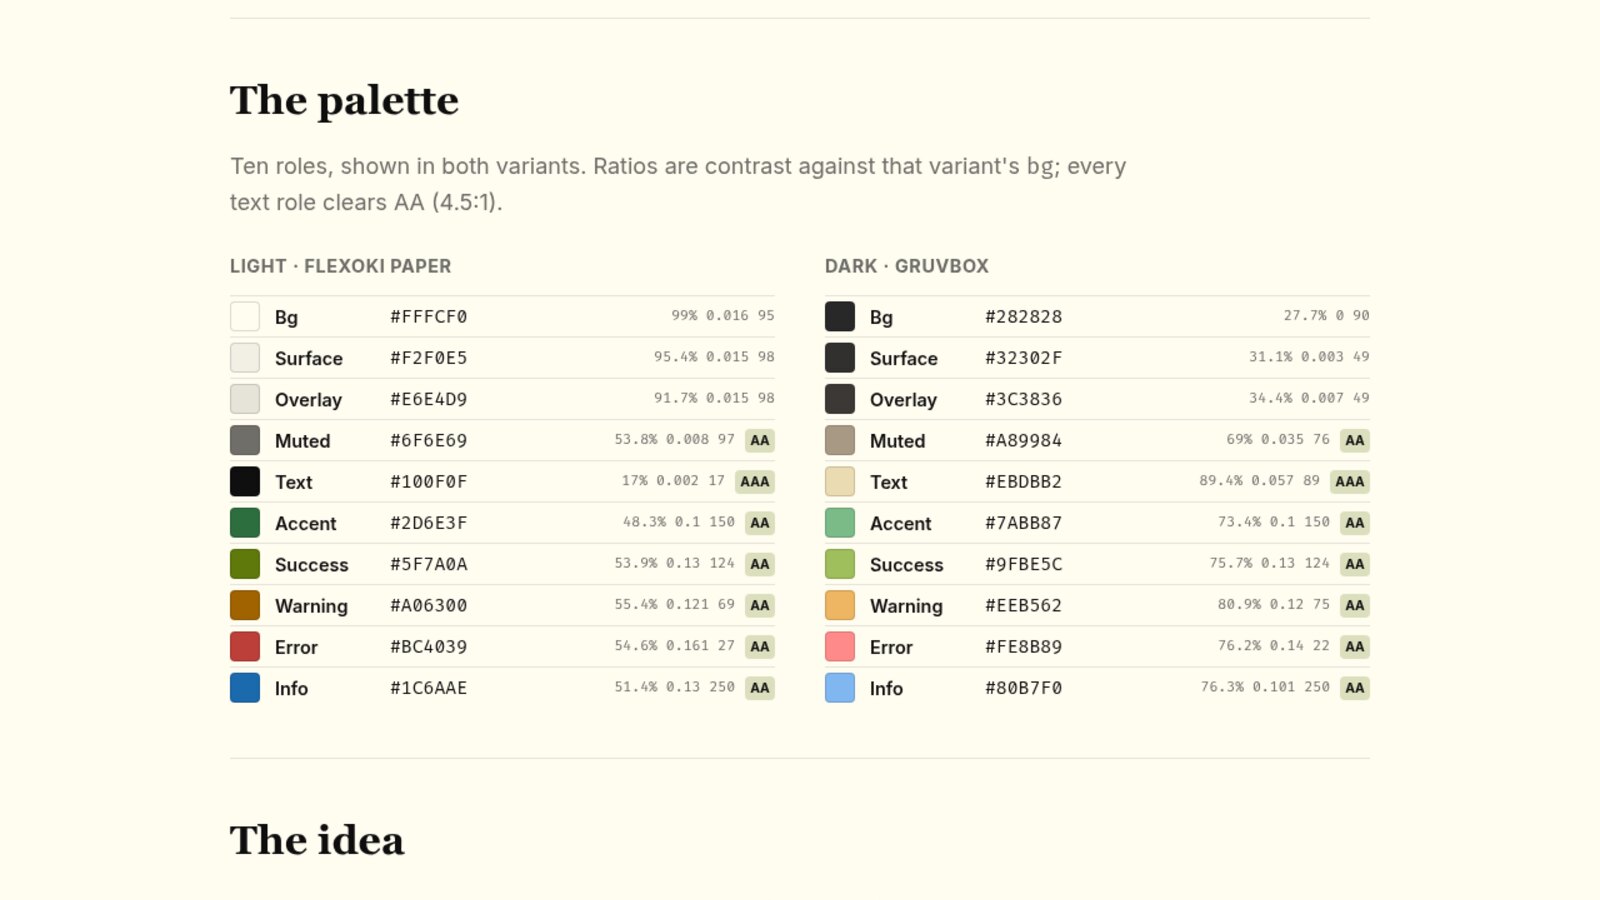 The palette
Ten roles, shown in both variants. Ratios are contrast against that variant's bg; every
text role clears AA (4.5:1).
LIGHT · FLEXOKI PAPER
Bg #FFFCF0 99% 0.016 95
Surface #F2F0E5 95.4% 0.015 98
Overlay #E6E4D9 91.7% 0.015 98
Muted #6F6E69 53.8% 0.008 97 AA
Text #100F0F 17% 0.002 17 AAA
Accent #2D6E3F 48.3% 0.1 150 AA
Success #5F7A0A 53.9% 0.13 124 AA
Warning #A06300 55.4% 0.121 69 AA
Error #BC4039 54.6% 0.161 27 AA
Info #1C6AAE 51.4% 0.13 250 AA
DARK · GRUVBOX
Bg #282828 27.7% 0 90
Surface #32302F 31.1% 0.003 49
Overlay #3C3836 34.4% 0.007 49
Muted #A89984 69% 0.035 76 AA
Text #EBDBB2 89.4% 0.057 89 AAA
Accent #7ABB87 73.4% 0.1 150 AA
Success #9FBE5C 75.7% 0.13 124 AA
Warning #EEB562 80.9% 0.12 75 AA
Error #FE8B89 76.2% 0.14 22 AA
Info #80B7F0 76.3% 0.101 250 AA
The idea